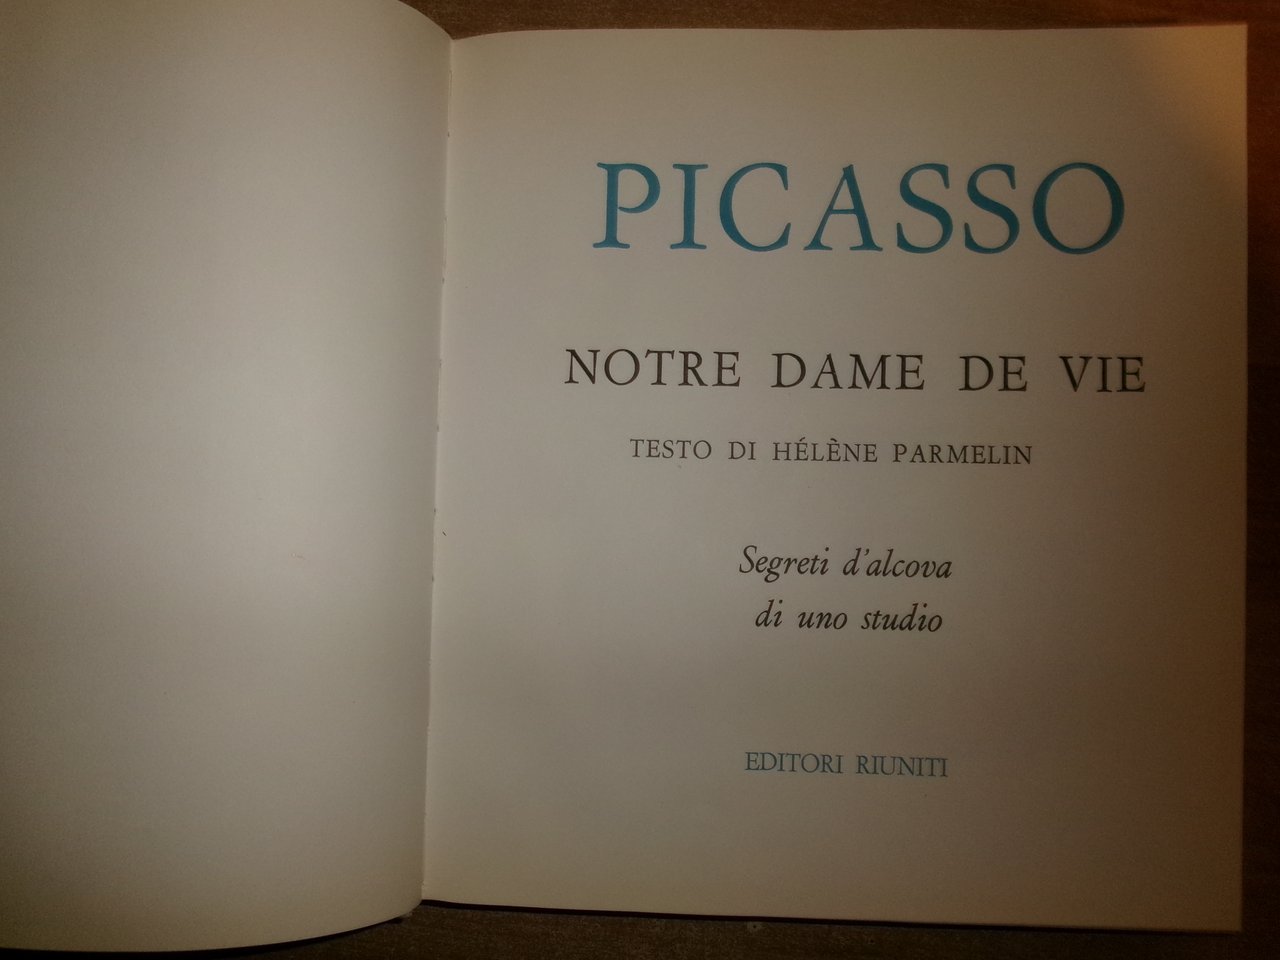 PICASSO
NOTRE DAME DE VIE
TESTO DI HÉLÈNE PARMELIN
Segreti d'alcova
di uno studio
EDITORI RIUNITI